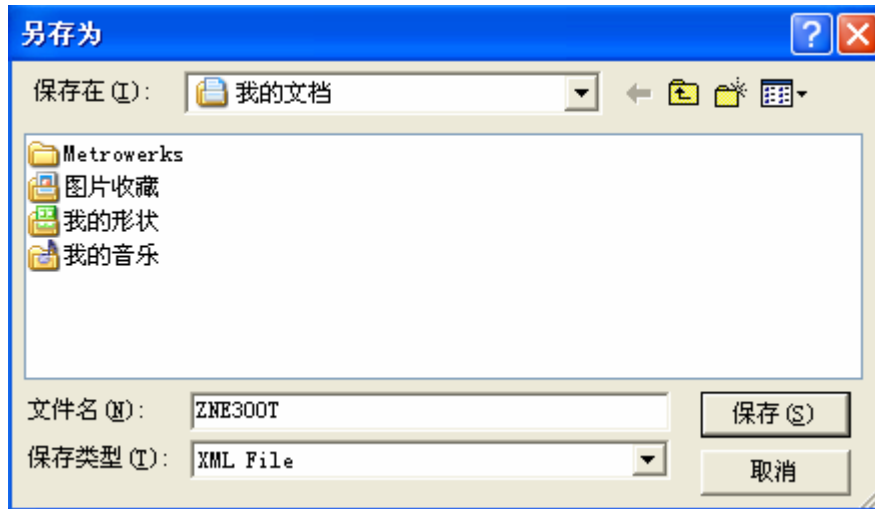 另存为
保存在(I): 我的文档
Metrowerks
图片收藏
我的形状
我的音乐
文件名(N): ZNE300T 保存(S)
保存类型(T): XML File 取消